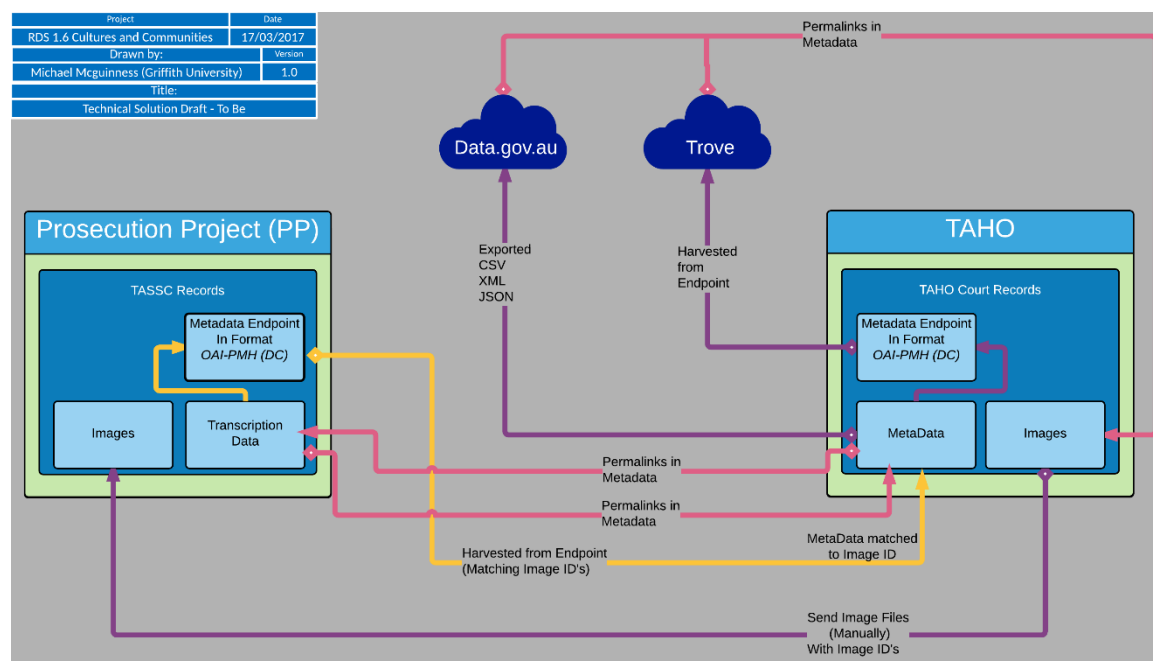 Project
Date
RDS 1.6 Cultures and Communities
17/03/2017
Drawn by:
Version
Michael Mcguinness (Griffith University)
1.0
Title:
Technical Solution Draft - To Be
Permalinks in
Metadata
Data.gov.au
Trove
Prosecution Project (PP)
TASSC Records
Metadata Endpoint
In Format
OAI-PMH (DC)
Images
Transcription
Data
Exported
CSV
XML
JSON
Harvested
from
Endpoint
TAHO
TAHO Court Records
Metadata Endpoint
In Format
OAI-PMH (DC)
MetaData
Images
Permalinks in
Metadata
Permalinks in
Metadata
Harvested from Endpoint
(Matching Image ID's)
MetaData matched
to Image ID
Send Image Files
(Manually)
With Image ID's